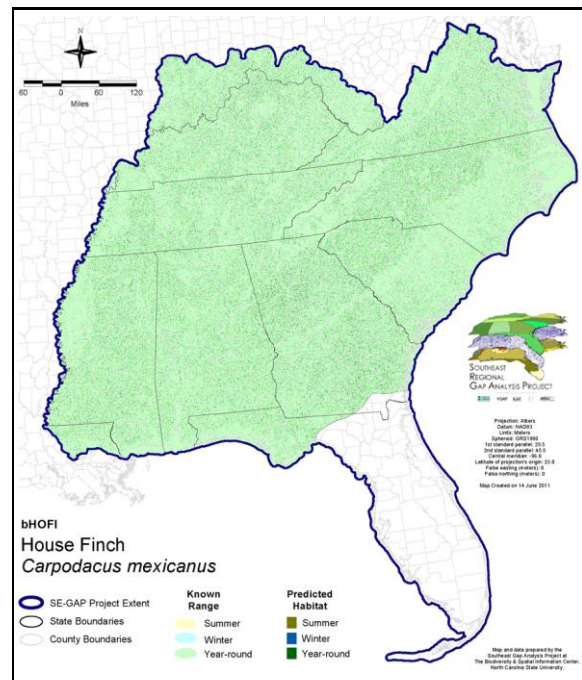 60 0 60 120
Miles
SOUTHEAST
REGIONAL
GAP ANALYSIS PROJECT
Projection: Albers
Datum: NAD83
Units: Meters
Spheroid: GRS1980
1st standard parallel: 29.5
2nd standard parallel: 45.5
Central meridian: -96.0
Latitude of projection's origin: 23.0
False easting (meters): 0
False northing (meters): 0
Map Created on 14 June 2011
bHOFI
House Finch
Carpodacus mexicanus
SE-GAP Project Extent
State Boundaries
County Boundaries
Known
Range
Summer
Winter
Year-round
Predicted
Habitat
Summer
Winter
Year-round
Map and data prepared by the
Southeast Gap Analysis Project at
The Biodiversity & Spatial Information Center,
North Carolina State University.